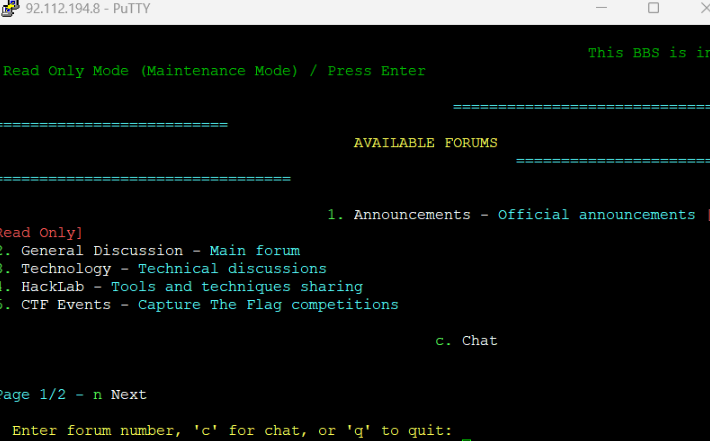 92.112.194.8 - PuTTY
This BBS is in
Read Only Mode (Maintenance Mode) / Press Enter
=============================
==========================
AVAILABLE FORUMS
======================
=================================
1. Announcements - Official announcements [
Read Only]
2. General Discussion - Main forum
3. Technology - Technical discussions
4. HackLab - Tools and techniques sharing
5. CTF Events - Capture The Flag competitions
c. Chat
Page 1/2 - n Next
Enter forum number, 'c' for chat, or 'q' to quit: